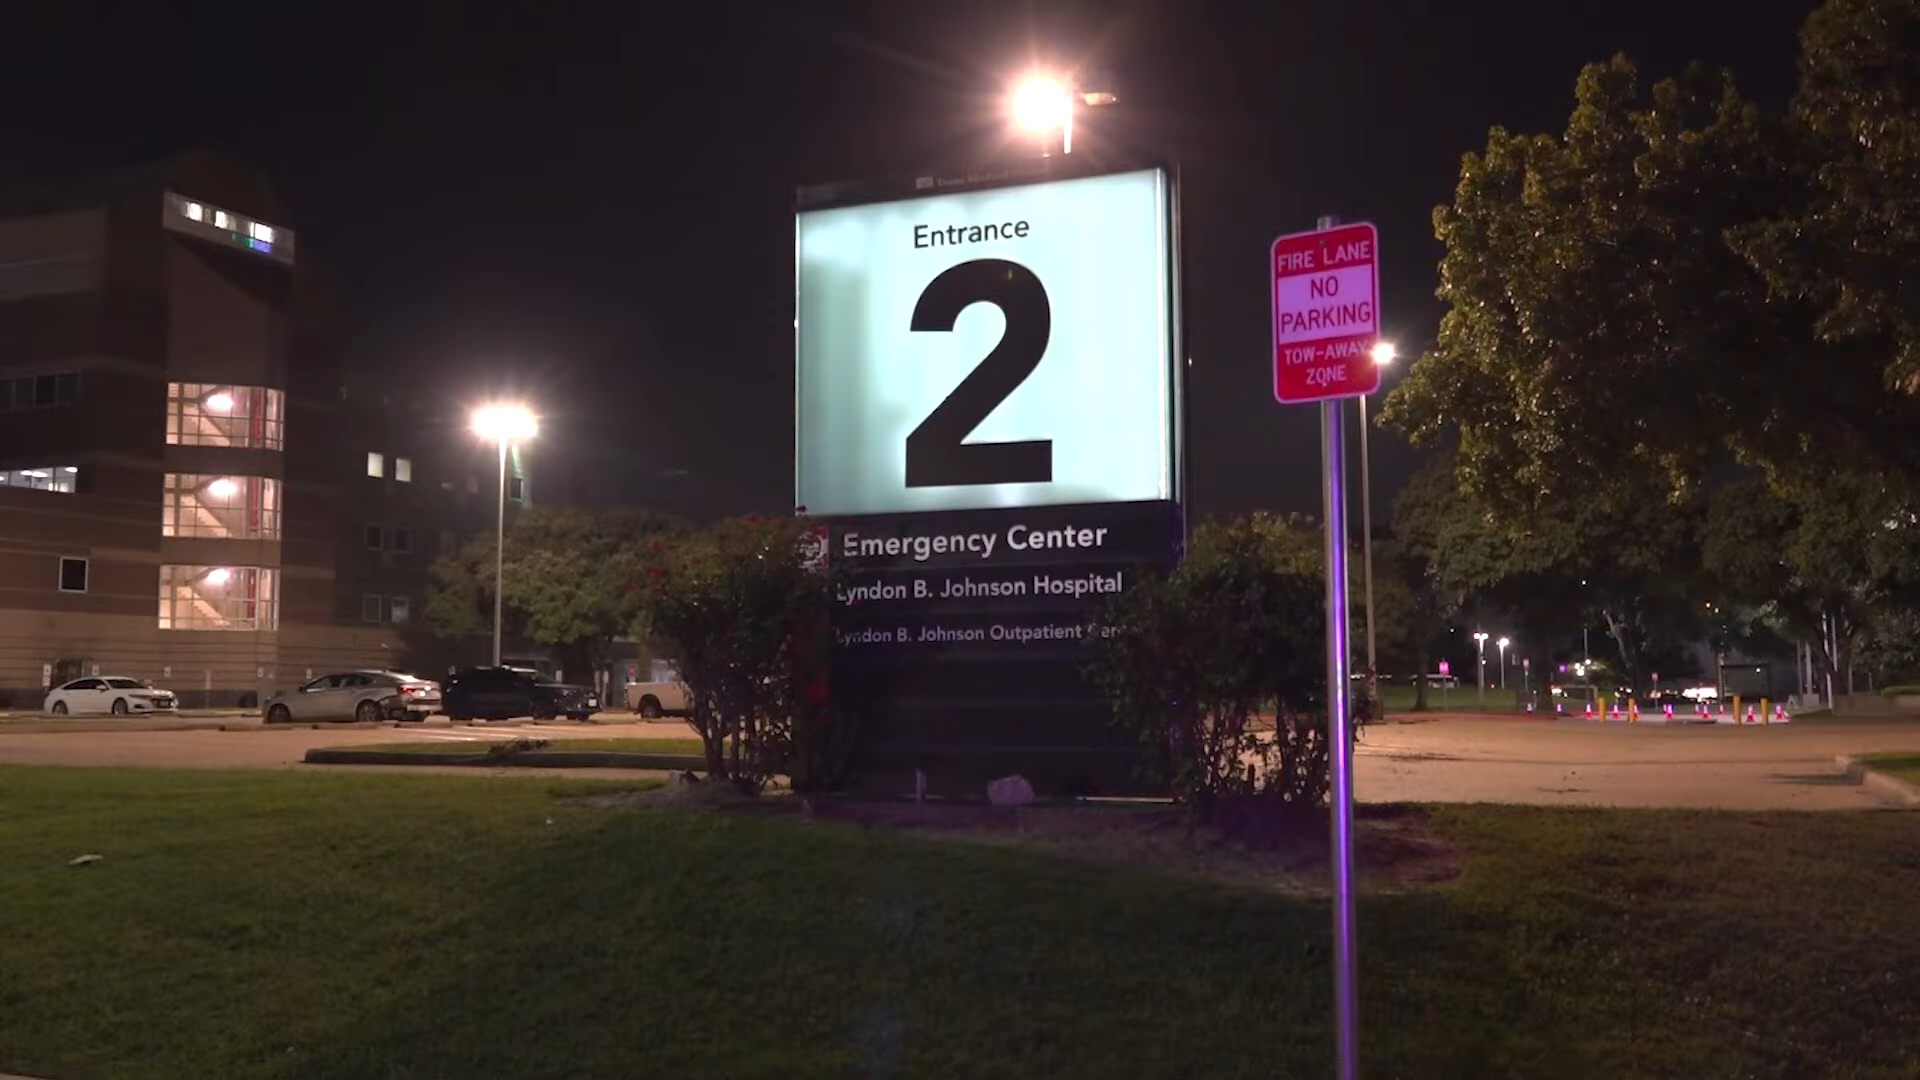 Entrance
2
Emergency Center
Lyndon B. Johnson Hospital
Lyndon B. Johnson Outpatient
FIRE LANE
NO
PARKING
TOW-AWAY
ZONE